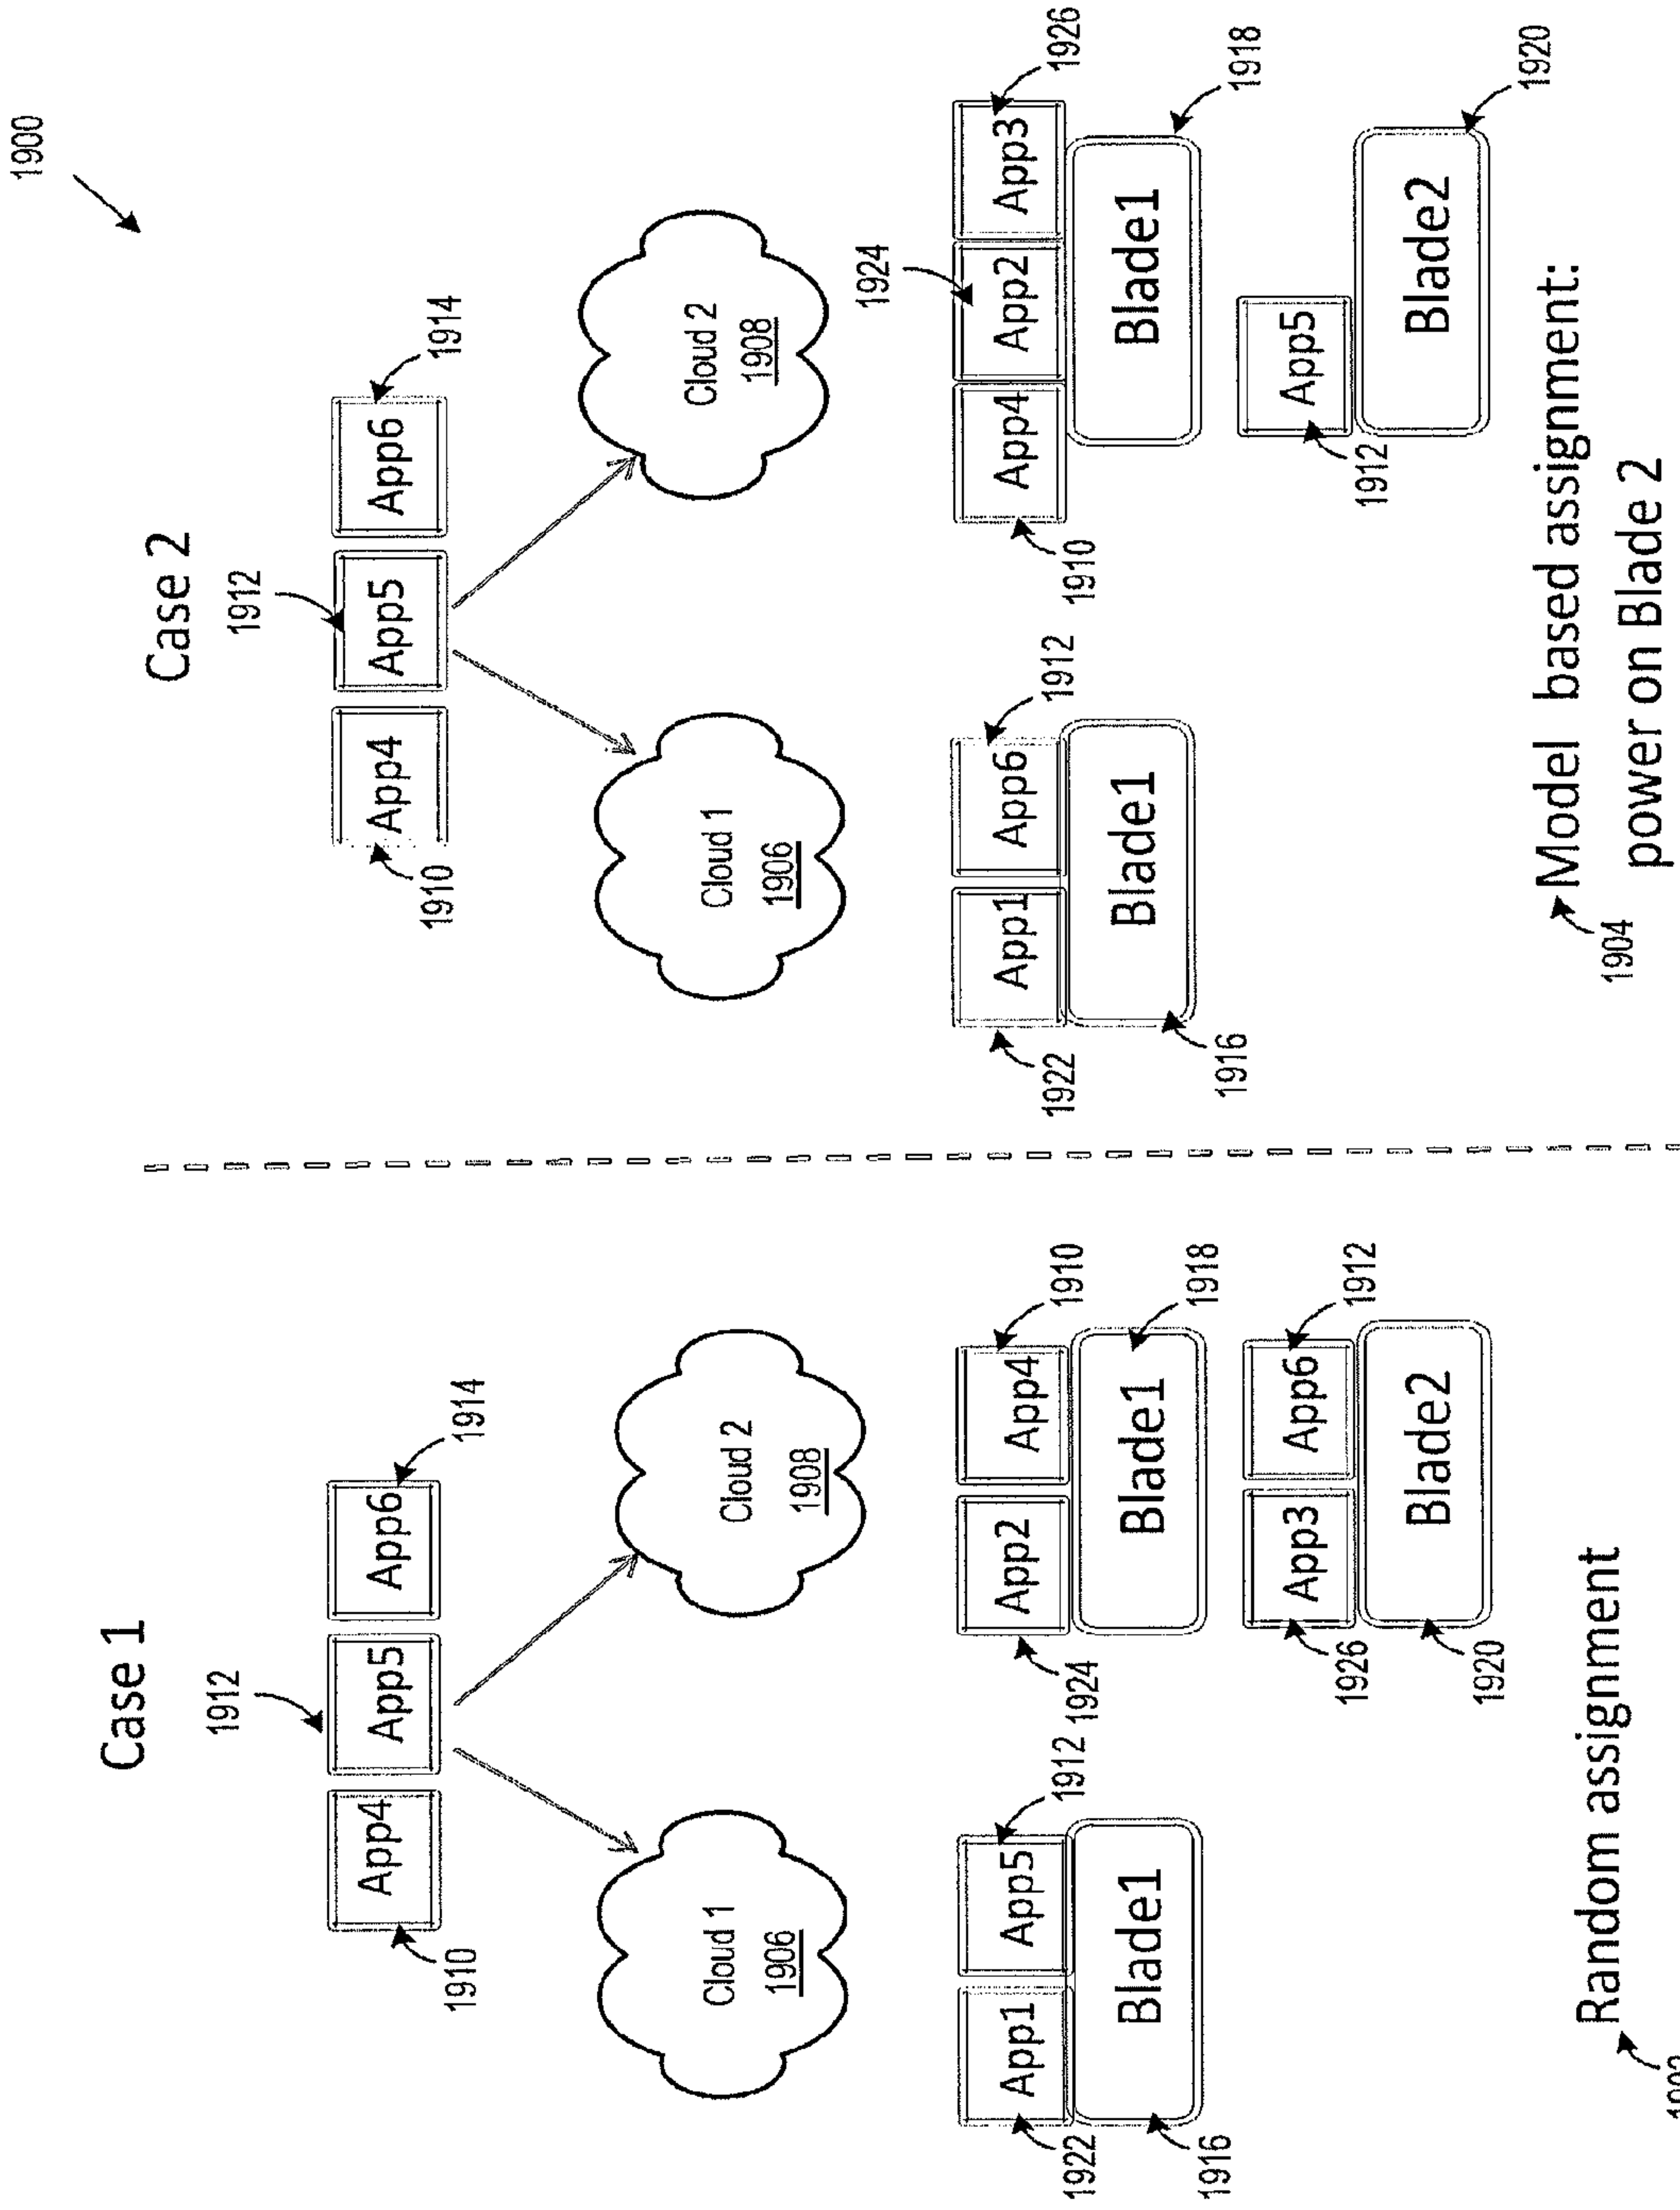 1900
Case 1
1912
App4
App5
App6
1914
1910
Cloud 1
1906
Cloud 2
1908
App1
App5
1912
1922
Blade1
1916
App2
App4
1910
1924
Blade1
1918
App3
App6
1912
1926
Blade2
1920
Random assignment
Case 2
1912
App4
App5
App6
1914
1910
Cloud 1
1906
Cloud 2
1908
1924
App1
App6
1912
1922
Blade1
1916
App4
App2
App3
1926
1910
Blade1
1918
App5
1912
Blade2
1920
Model based assignment:
1904
power on Blade 2